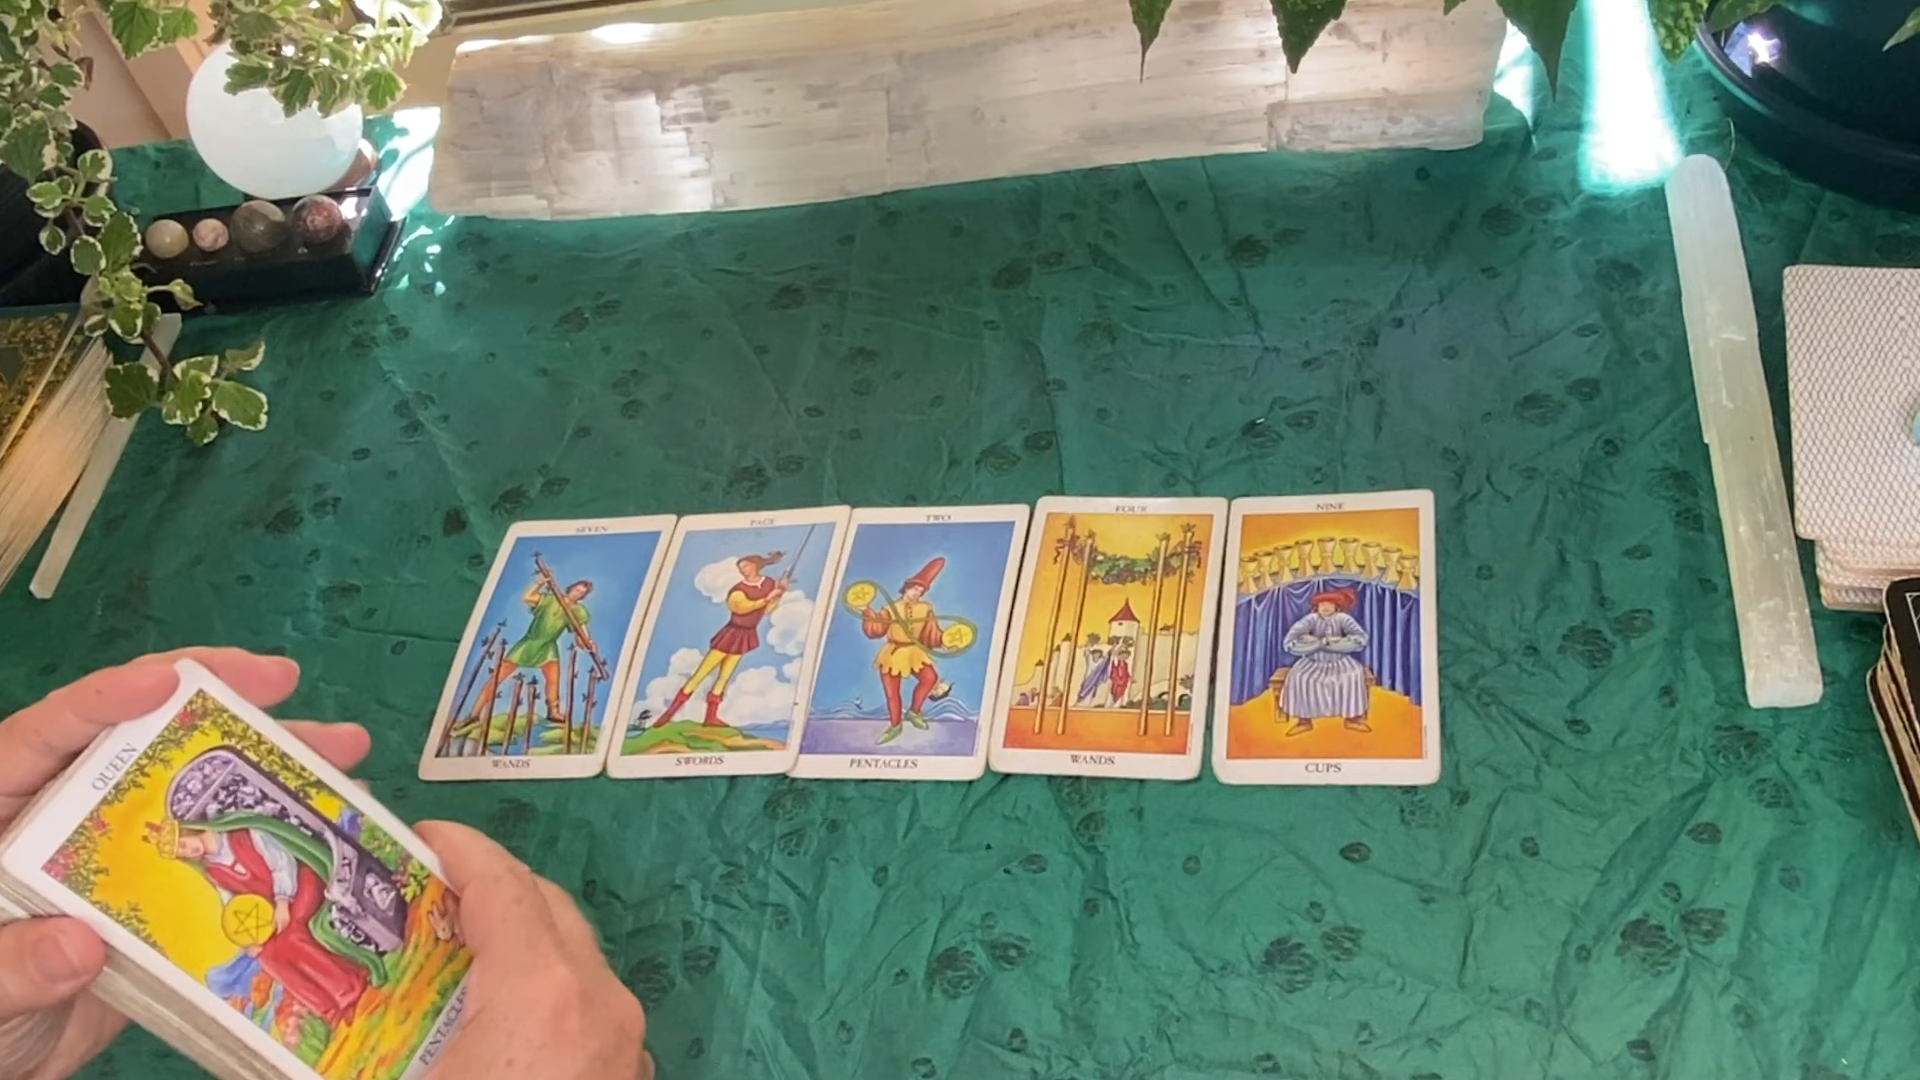 SEVEN
WANDS
PAGE
SWORDS
TWO
PENTACLES
FOUR
WANDS
NINE
CUPS
QUEEN
PENTACLES